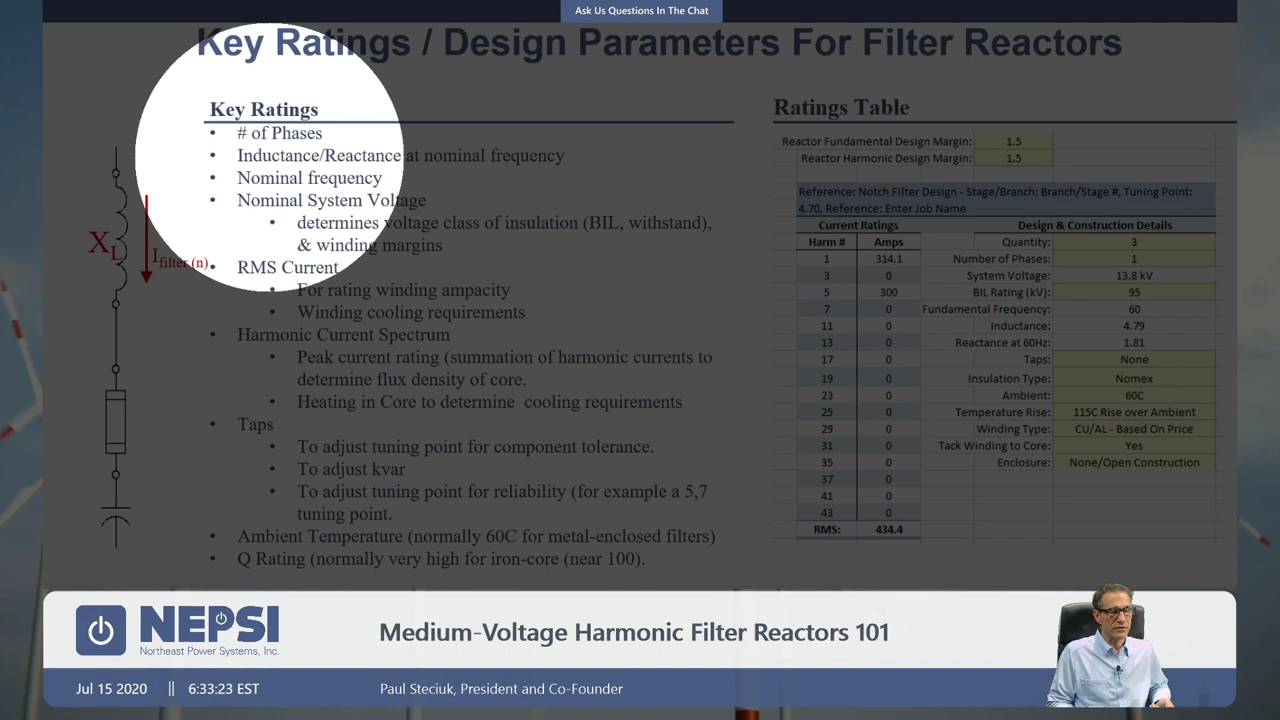 Ask Us Questions In The Chat
Key Ratings / Design Parameters For Filter Reactors
Key Ratings
• # of Phases
• Inductance/Reactance at nominal frequency
• Nominal frequency
• Nominal System Voltage
• determines voltage class of insulation (BIL, withstand),
& winding margins
• RMS Current
• For rating winding ampacity
• Winding cooling requirements
• Harmonic Current Spectrum
• Peak current rating (summation of harmonic currents to
determine flux density of core.
• Heating in Core to determine cooling requirements
• Taps
• To adjust tuning point for component tolerance.
• To adjust kvar
• To adjust tuning point for reliability (for example a 5,7
tuning point.
• Ambient Temperature (normally 60C for metal-enclosed filters)
• Q Rating (normally very high for iron-core (near 100).
XL
Ifilter (n)
Ratings Table
Reactor Fundamental Design Margin: 1.5
Reactor Harmonic Design Margin: 1.5
Reference: Notch Filter Design - Stage/Branch: Branch/Stage #, Tuning Point:
4.70, Reference: Enter Job Name
Current Ratings Design & Construction Details
Harm # Amps Quantity: 3
1 314.1 Number of Phases: 1
3 0 System Voltage: 13.8 kV
5 300 BIL Rating (kV): 95
7 0 Fundamental Frequency: 60
11 0 Inductance: 4.79
13 0 Reactance at 60Hz: 1.81
17 0 Taps: None
19 0 Insulation Type: Nomex
23 0 Ambient: 60C
25 0 Temperature Rise: 115C Rise over Ambient
29 0 Winding Type: CU/AL - Based On Price
31 0 Tack Winding to Core: Yes
35 0 Enclosure: None/Open Construction
37 0
41 0
43 0
RMS: 434.4
NEPSI
Northeast Power Systems, Inc.
Medium-Voltage Harmonic Filter Reactors 101
Jul 15 2020 || 6:33:23 EST
Paul Steciuk, President and Co-Founder